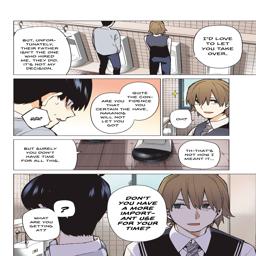 I'D LOVE
TO LET
YOU TAKE
OVER.
BUT, UNFOR-
TUNATELY,
THEIR FATHER
ISN'T THE ONE
WHO HIRED
ME, THEY DID.
IT'S NOT MY
DECISION.
QUITE
THE CON-
FIDENCE YOU
HAVE.
ARE YOU THAT
CERTAIN THE
NAKANOS
WILL NOT
LET YOU
GO?
OH?
BUT SURELY
YOU DON'T
HAVE TIME
FOR ALL THIS.
TH-THAT'S
NOT HOW I
MEANT IT...
DON'T
YOU HAVE
A MORE
IMPORT-
ANT USE
FOR YOUR
TIME?
?
WHAT ARE
YOU GETTING
AT?